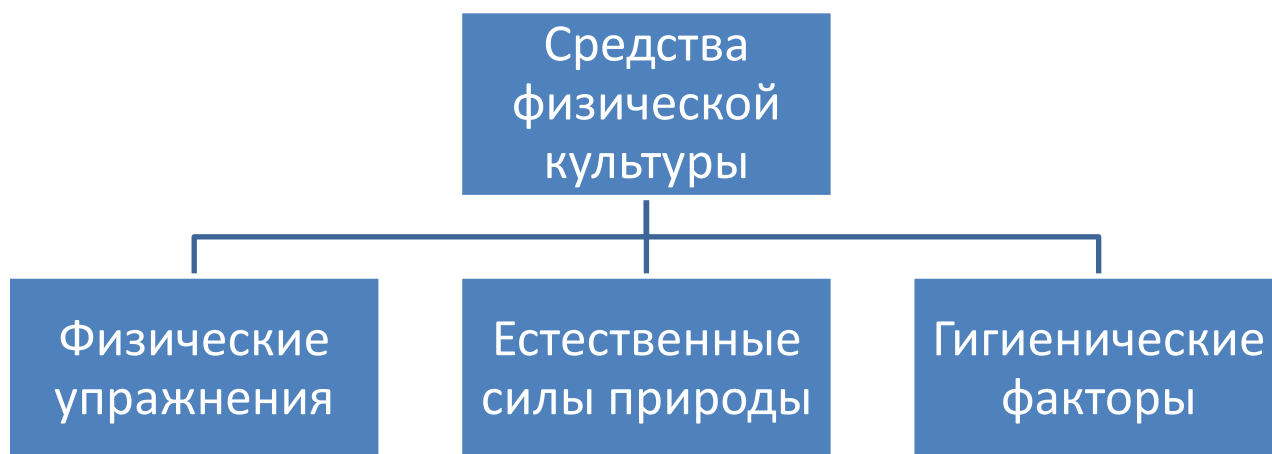 Средства
физической
культуры
Физические
упражнения
Естественные
силы природы
Гигиенические
факторы